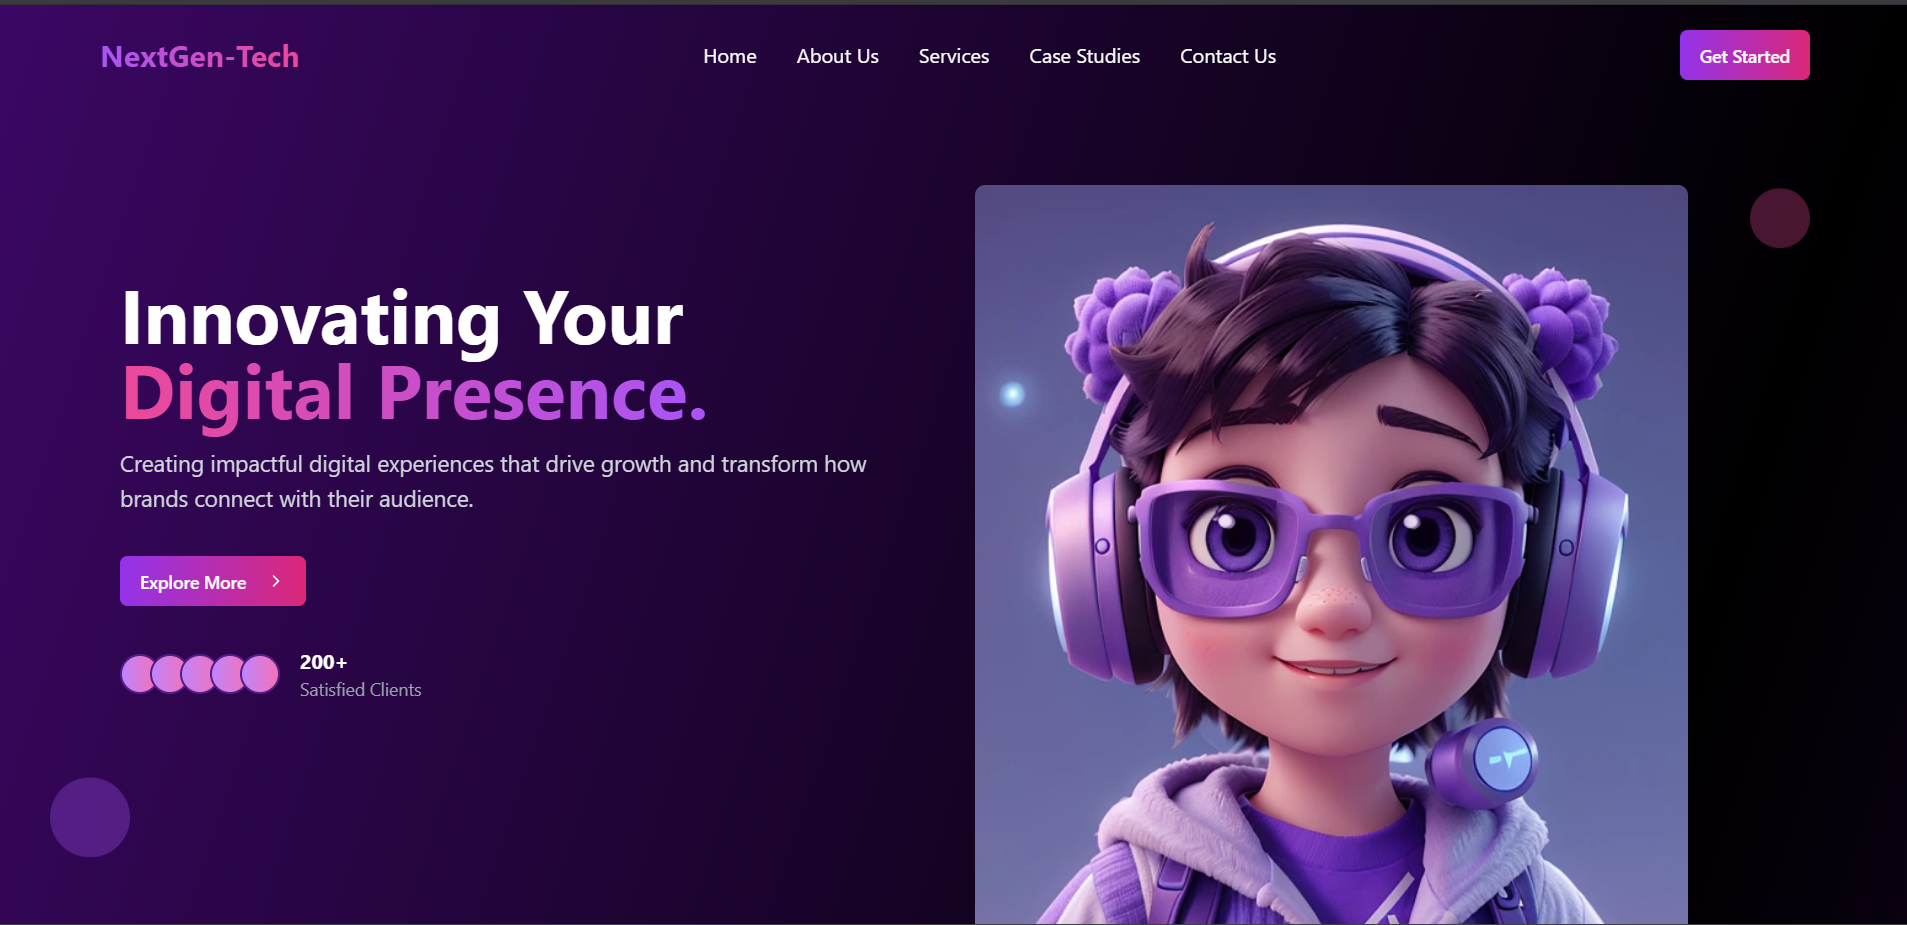 NextGen-Tech
Home
About Us
Services
Case Studies
Contact Us
Get Started
Innovating Your
Digital Presence.
Creating impactful digital experiences that drive growth and transform how
brands connect with their audience.
Explore More
200+
Satisfied Clients